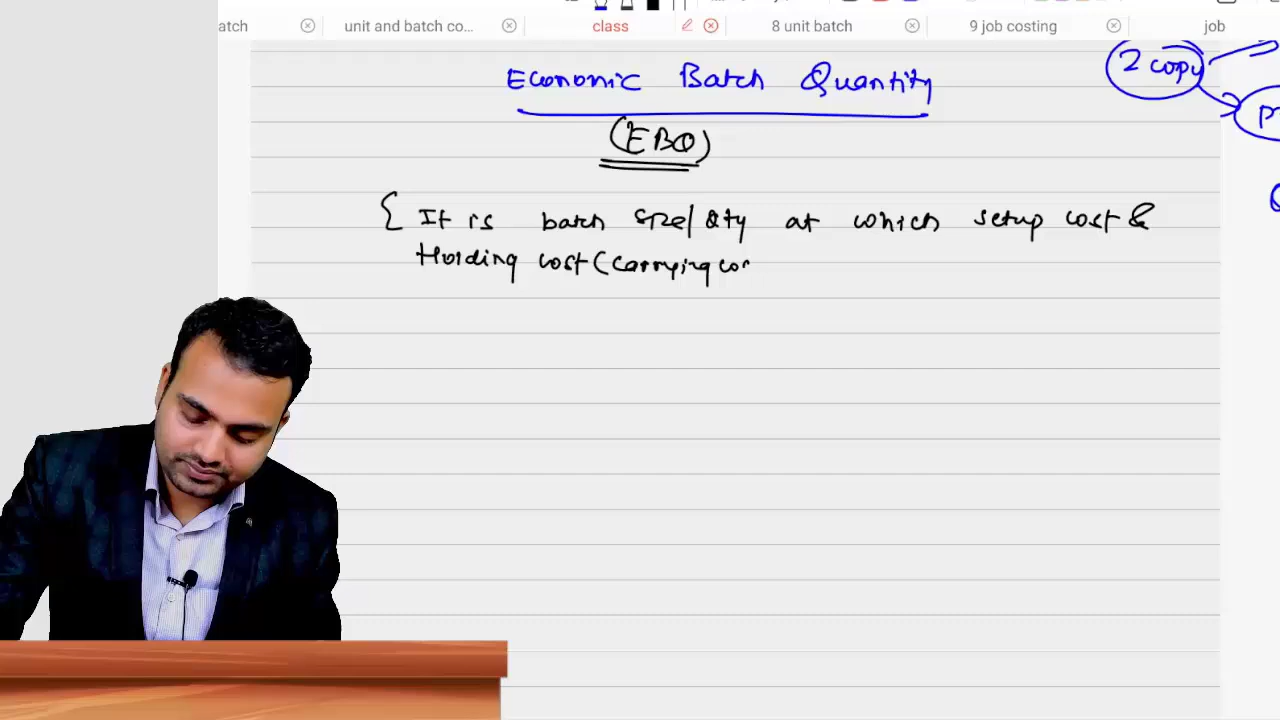 atch
unit and batch co...
class
8 unit batch
9 job costing
job
Economic Batch Quantity
2 copy
(EBQ)
{ It is batch size/Qty at which setup cost &
Holding cost (carrying co